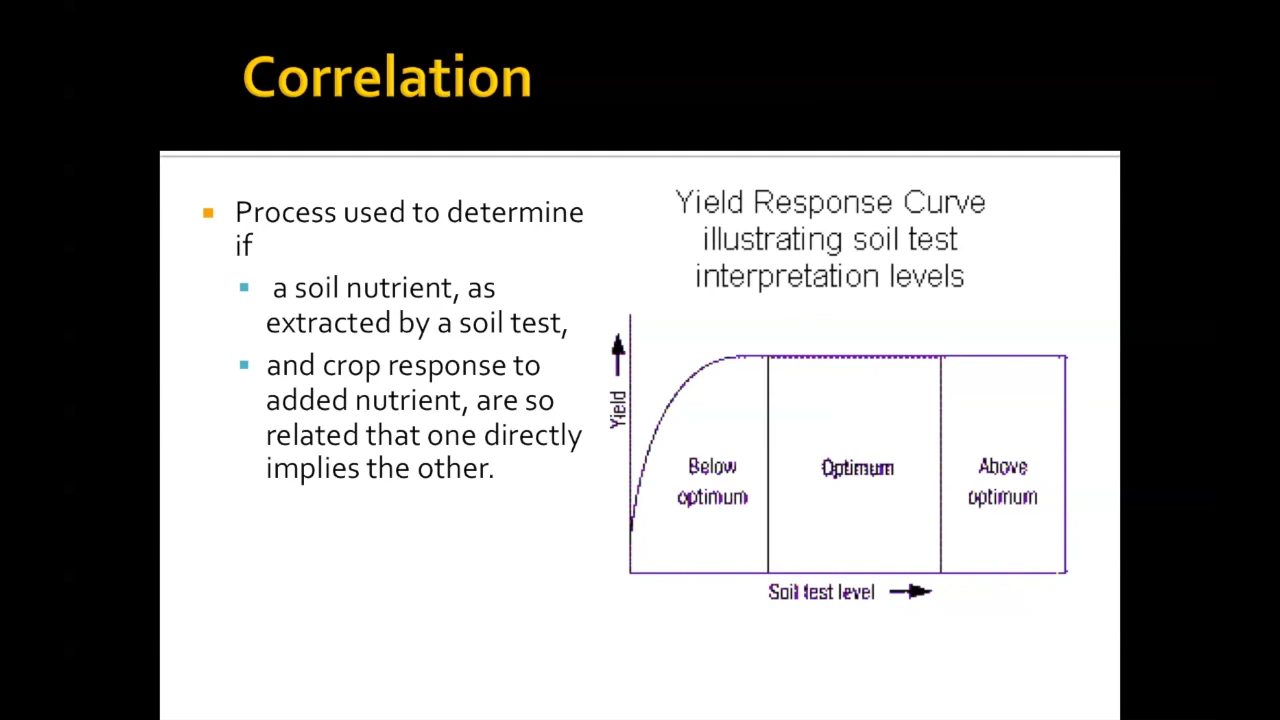 Correlation
Process used to determine
if
a soil nutrient, as
extracted by a soil test,
and crop response to
added nutrient, are so
related that one directly
implies the other.
Yield Response Curve
illustrating soil test
interpretation levels
Yield
Below
optimum
Optimum
Above
optimum
Soil test level